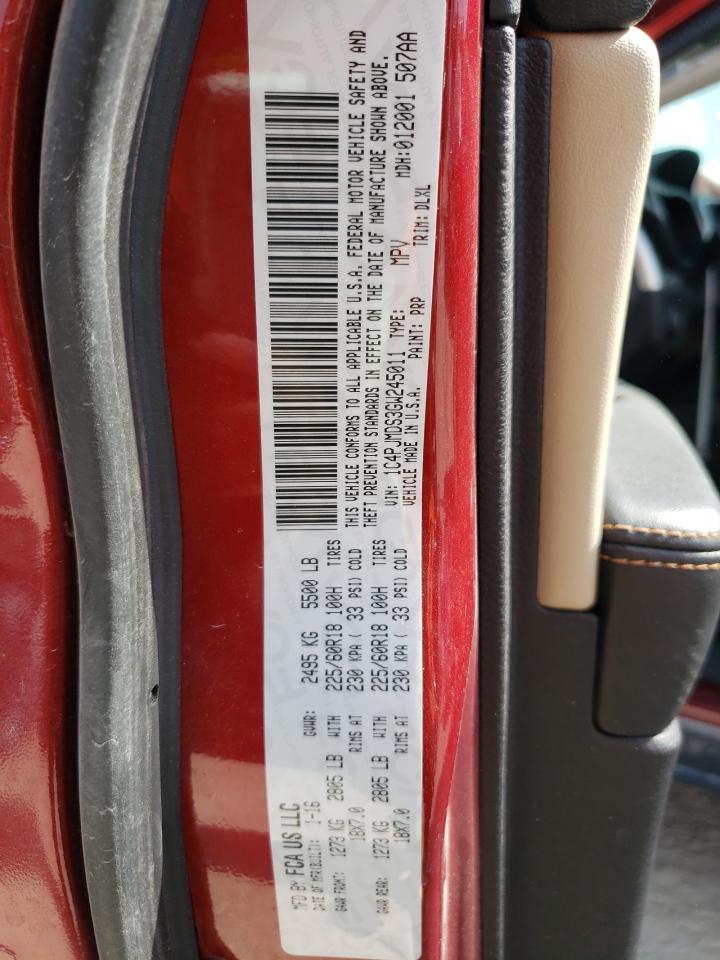 MFD BY FCA US LLC
DATE OF MFR(BUILT): 1-16 GVWR: 2495 KG 5500 LB
GAWR FRONT: 1273 KG 2805 LB WITH 225/60R18 100H TIRES
18X7.0 RIMS AT 230 KPA ( 33 PSI) COLD
GAWR REAR: 1273 KG 2805 LB WITH 225/60R18 100H TIRES
18X7.0 RIMS AT 230 KPA ( 33 PSI) COLD
THIS VEHICLE CONFORMS TO ALL APPLICABLE U.S.A. FEDERAL MOTOR VEHICLE SAFETY AND
THEFT PREVENTION STANDARDS IN EFFECT ON THE DATE OF MANUFACTURE SHOWN ABOVE.
VIN: 1C4PJMDS3GW245011 TYPE: MPV MDH:012001 507AA
VEHICLE MADE IN U.S.A. PAINT: PRP TRIM: DLXL